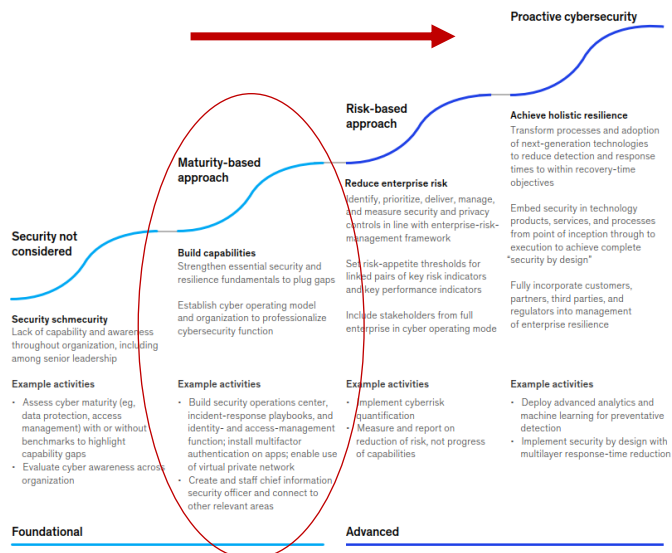 Security not
considered
Security schmecurity
Lack of capability and awareness
throughout organization, including
among senior leadership
Example activities
• Assess cyber maturity (eg,
data protection, access
management) with or without
benchmarks to highlight
capability gaps
• Evaluate cyber awareness across
organization
Maturity-based
approach
Build capabilities
Strengthen essential security and
resilience fundamentals to plug gaps
Establish cyber operating model
and organization to professionalize
cybersecurity function
Example activities
• Build security operations center,
incident-response playbooks, and
identity- and access-management
function; install multifactor
authentication on apps; enable use
of virtual private network
• Create and staff chief information
security officer and connect to
other relevant areas
Risk-based
approach
Reduce enterprise risk
Identify, prioritize, deliver, manage,
and measure security and privacy
controls in line with enterprise-risk-
management framework
Set risk-appetite thresholds for
linked pairs of key risk indicators
and key performance indicators
Include stakeholders from full
enterprise in cyber operating mode
Example activities
• Implement cyberrisk
quantification
• Measure and report on
reduction of risk, not progress
of capabilities
Proactive cybersecurity
Achieve holistic resilience
Transform processes and adoption
of next-generation technologies
to reduce detection and response
times to within recovery-time
objectives
Embed security in technology
products, services, and processes
from point of inception through to
execution to achieve complete
“security by design”
Fully incorporate customers,
partners, third parties, and
regulators into management
of enterprise resilience
Example activities
• Deploy advanced analytics and
machine learning for preventative
detection
• Implement security by design with
multilayer response-time reduction
Foundational
Advanced